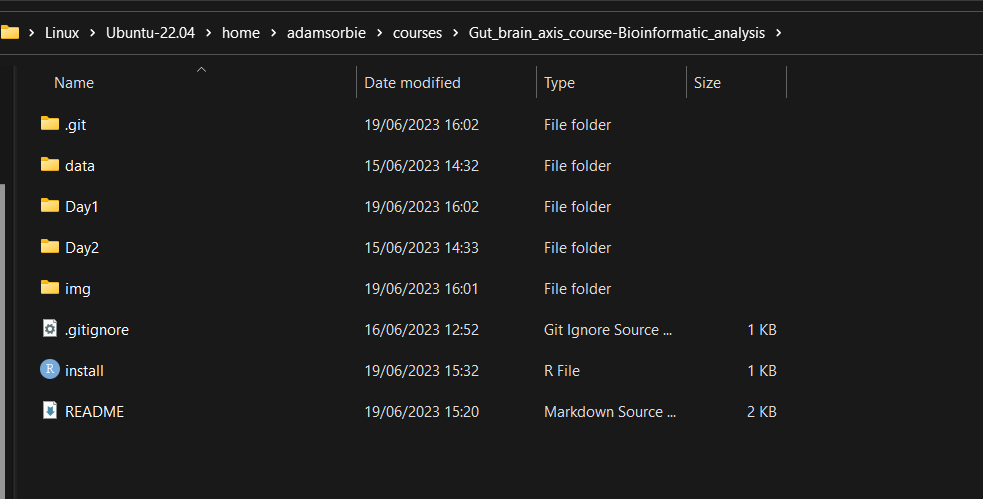 Linux > Ubuntu-22.04 > home > adamsorbie > courses > Gut_brain_axis_course-Bioinformatic_analysis >
Name Date modified Type Size
.git 19/06/2023 16:02 File folder
data 15/06/2023 14:32 File folder
Day1 19/06/2023 16:02 File folder
Day2 15/06/2023 14:33 File folder
img 19/06/2023 16:01 File folder
.gitignore 16/06/2023 12:52 Git Ignore Source ... 1 KB
R install 19/06/2023 15:32 R File 1 KB
README 19/06/2023 15:20 Markdown Source ... 2 KB